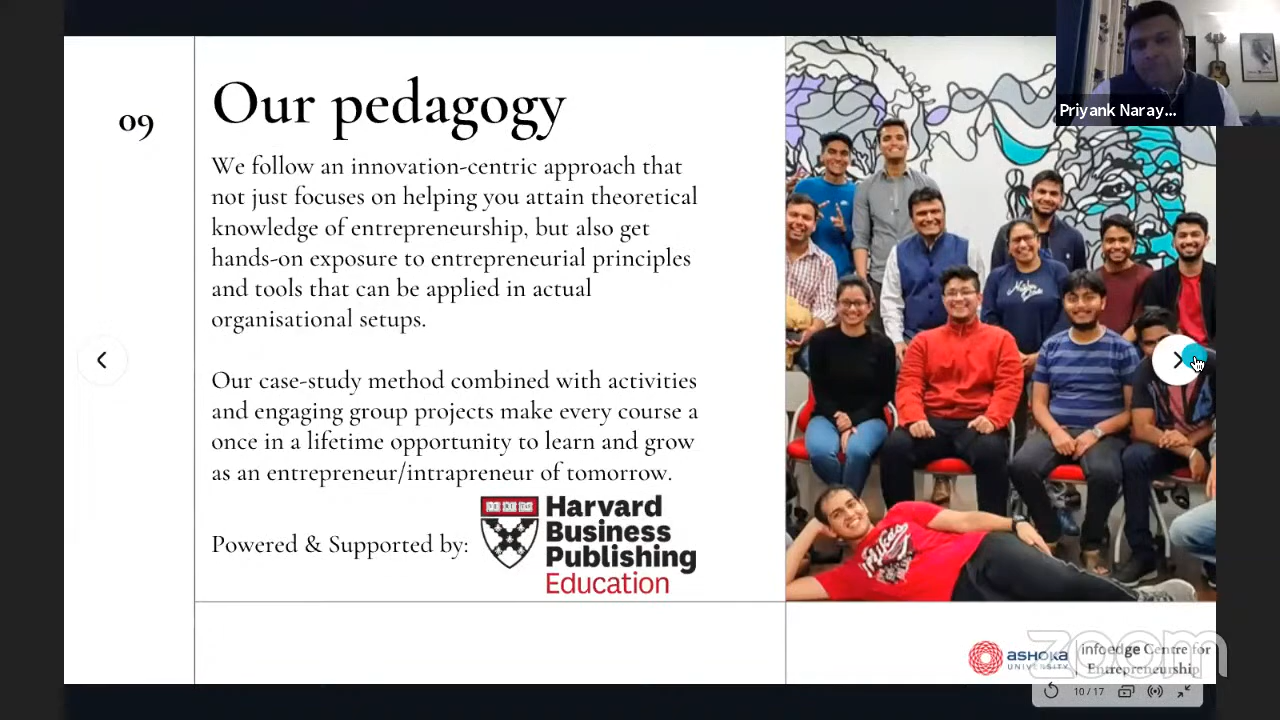 Priyank Naray...
09
Our pedagogy
We follow an innovation-centric approach that
not just focuses on helping you attain theoretical
knowledge of entrepreneurship, but also get
hands-on exposure to entrepreneurial principles
and tools that can be applied in actual
organisational setups.
Our case-study method combined with activities
and engaging group projects make every course a
once in a lifetime opportunity to learn and grow
as an entrepreneur/intrapreneur of tomorrow.
Powered & Supported by:
Harvard
Business
Publishing
Education
ASHOKA
UNIVERSITY
infoedge Centre for
Entrepreneurship
zoom
10 / 17